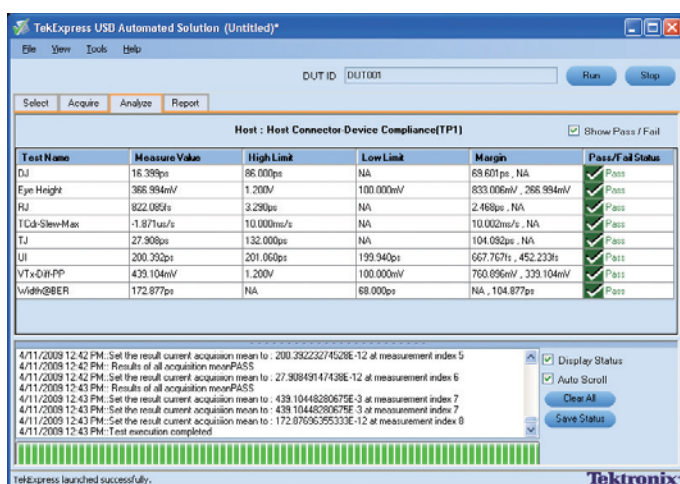 TekExpress USB Automated Solution (Untitled)*
File View Tools Help
DUT ID DUT001 Run Stop
Select Acquire Analyze Report
Host : Host Connector-Device Compliance(TP1) Show Pass / Fail
Test Name Measure Value High Limit Low Limit Margin Pass/Fail Status
DJ 16.399ps 86.000ps NA 69.601ps , NA Pass
Eye Height 366.994mV 1.200V 100.000mV 833.006mV , 266.994mV Pass
RJ 822.085fs 3.290ps NA 2.468ps , NA Pass
TCdr-Slew-Max -1.871us/s 10.000ms/s NA 10.002ms/s , NA Pass
TJ 27.908ps 132.000ps NA 104.092ps , NA Pass
UI 200.392ps 201.060ps 199.940ps 667.767fs , 452.233fs Pass
VTx-Diff-PP 439.104mV 1.200V 100.000mV 760.896mV , 339.104mV Pass
Width@BER 172.877ps NA 68.000ps NA , 104.877ps Pass
4/11/2009 12:42 PM::Set the result current acquisition mean to : 200.39223274528E-12 at measurement index 5
4/11/2009 12:42 PM:: Results of all acquisition meanPASS
4/11/2009 12:42 PM::Set the result current acquisition mean to : 27.90849147438E-12 at measurement index 6
4/11/2009 12:43 PM:: Results of all acquisition meanPASS
4/11/2009 12:43 PM::Set the result current acquisition mean to : 439.10448280675E-3 at measurement index 7
4/11/2009 12:43 PM::Set the result current acquisition mean to : 439.10448280675E-3 at measurement index 7
4/11/2009 12:43 PM::Set the result current acquisition mean to : 172.87696355333E-12 at measurement index 8
4/11/2009 12:43 PM::Test execution completed
Display Status
Auto Scroll
Clear All
Save Status
TekExpress launched successfully.
Tektronix